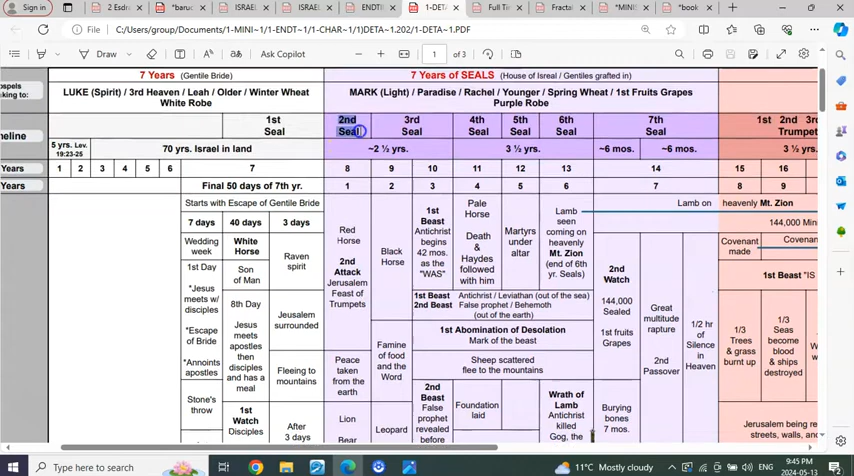 Sign in
2 Esdre
*baruc
ISRAEL
ISRAEL
ENDTI
1-DETA
Full Tim
Fractal
*MINIS
*book
File
C:/Users/group/Documents/1-MINI~1/1-ENDT~1/1-CHAR~1/1)DETA~1.202/1-DETA~1.PDF
Draw
Ask Copilot
1
of 3
ospels
king to:
7 Years (Gentile Bride)
LUKE (Spirit) / 3rd Heaven / Leah / Older / Winter Wheat
White Robe
7 Years of SEALS (House of Isreal / Gentiles grafted in)
MARK (Light) / Paradise / Rachel / Younger / Spring Wheat / 1st Fruits Grapes
Purple Robe
meline
1st
Seal
2nd
Seal
3rd
Seal
4th
Seal
5th
Seal
6th
Seal
7th
Seal
1st 2nd 3r
Trumpet
5 yrs. Lev.
19:23-25
70 yrs. Israel in land
~2 ½ yrs.
3 ½ yrs.
~6 mos.
~6 mos.
3 ½ yrs.
Years
1 2 3 4 5 6 7 8 9 10 11 12 13 14 15 16
Years
Final 50 days of 7th yr.
1 2 3 4 5 6 7 8 9
Starts with Escape of Gentile Bride
7 days
40 days
3 days
Wedding
week
1st Day
*Jesus
meets w/
disciples
*Escape
of Bride
*Annoints
apostles
Stone's
throw
White
Horse
Son
of Man
8th Day
Jesus
meets
apostles
then
disciples
and has a
meal
1st
Watch
Disciples
Raven
spirit
Jerusalem
surrounded
Fleeing to
mountains
After
3 days
Red
Horse
2nd
Attack
Jerusalem
Feast of
Trumpets
Peace
taken
from the
earth
Lion
Bear
Black
Horse
Famine
of food
and the
Word
Leopard
1st
Beast
Antichrist
begins
42 mos.
as the
"WAS"
Pale
Horse
Death
&
Haydes
followed
with him
Martyrs
under
altar
Lamb
seen
coming on
heavenly
Mt. Zion
(end of 6th
yr. Seals)
1st Beast Antichrist / Leviathan (out of the sea)
2nd Beast False prophet / Behemoth
(out of the earth)
1st Abomination of Desolation
Mark of the beast
Sheep scattered
flee to the mountains
2nd
Beast
False
prophet
revealed
before
Foundation
laid
Wrath of
Lamb
Antichrist
killed
Gog, the
Lamb on heavenly Mt. Zion
2nd
Watch
144,000
Sealed
1st fruits
Grapes
Burying
bones
7 mos.
Great
multitude
rapture
2nd
Passover
1/2 hr
of
Silence
in
Heaven
144,000 Mini
Covenant
made
Covenan
1st Beast "IS
1/3
Trees
& grass
burnt up
1/3
Seas
become
blood
& ships
destroyed
Jerusalem being re
streets, walls, and
Type here to search
11°C Mostly cloudy
9:45 PM
2024-05-13